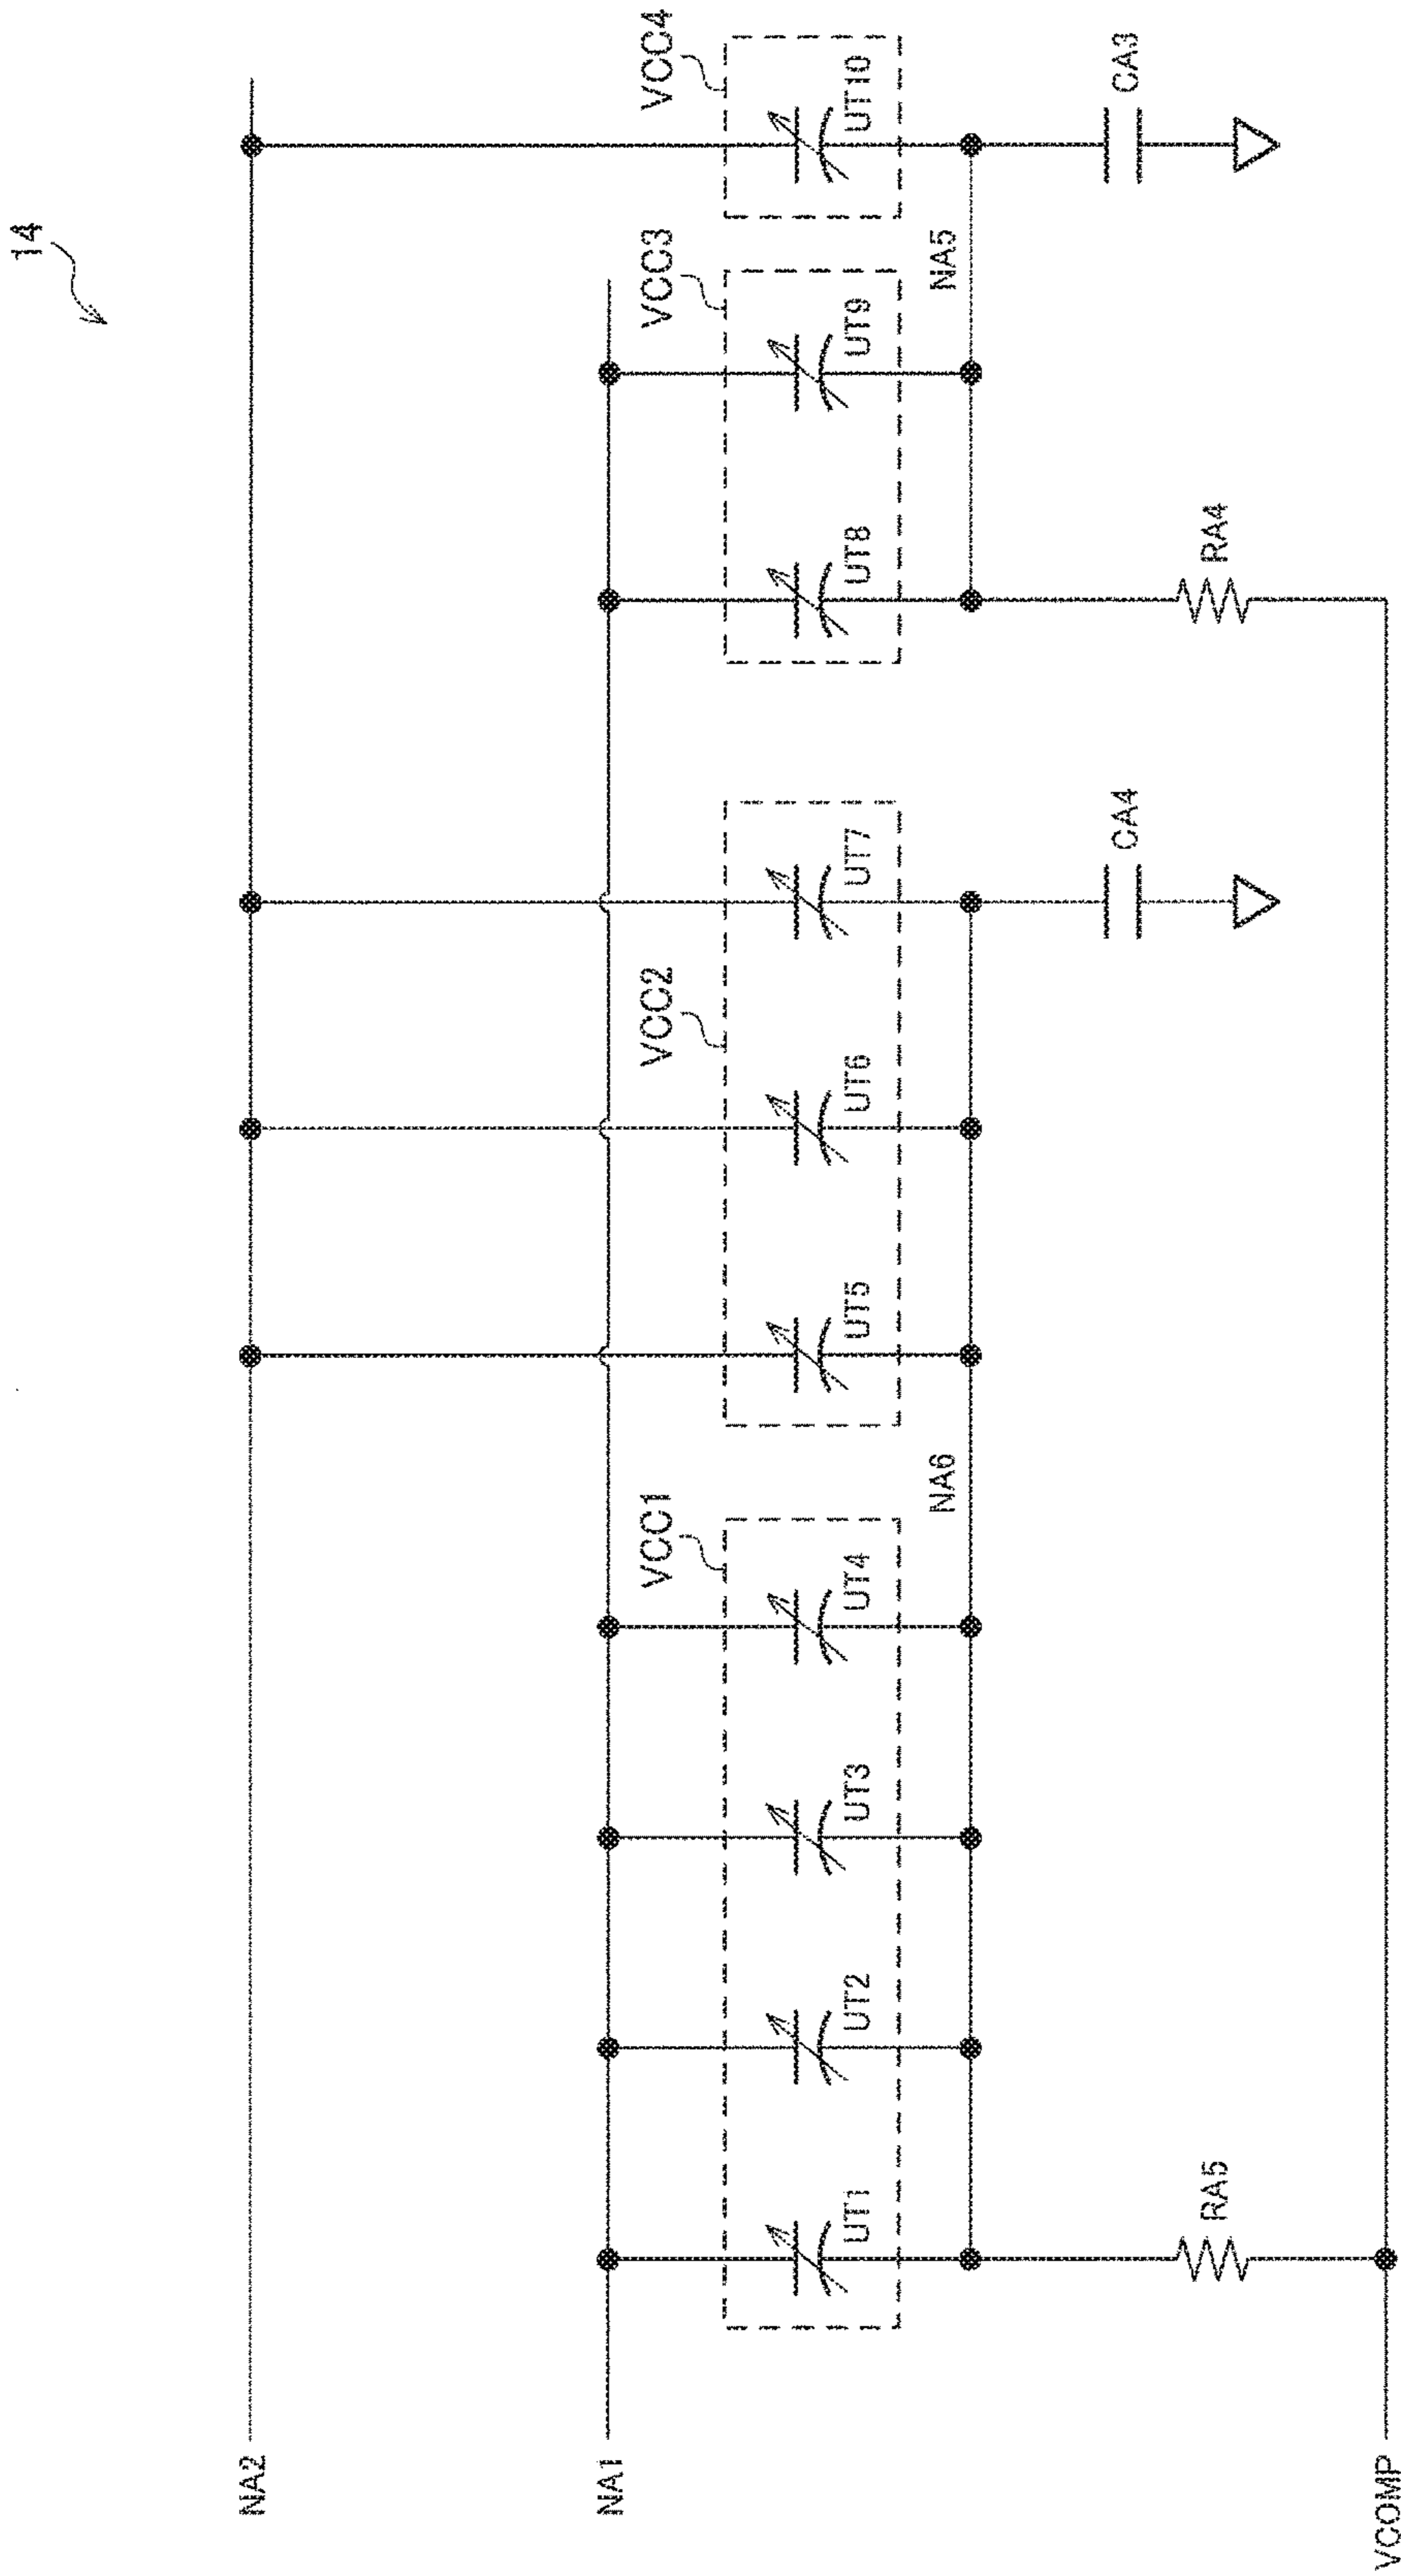 14
NA2
NA1
VCC1
VCC2
VCC3
VCC4
UT1
UT2
UT3
UT4
UT5
UT6
UT7
UT8
UT9
UT10
NA6
NA5
RA5
CA4
RA4
CA3
VCOMP